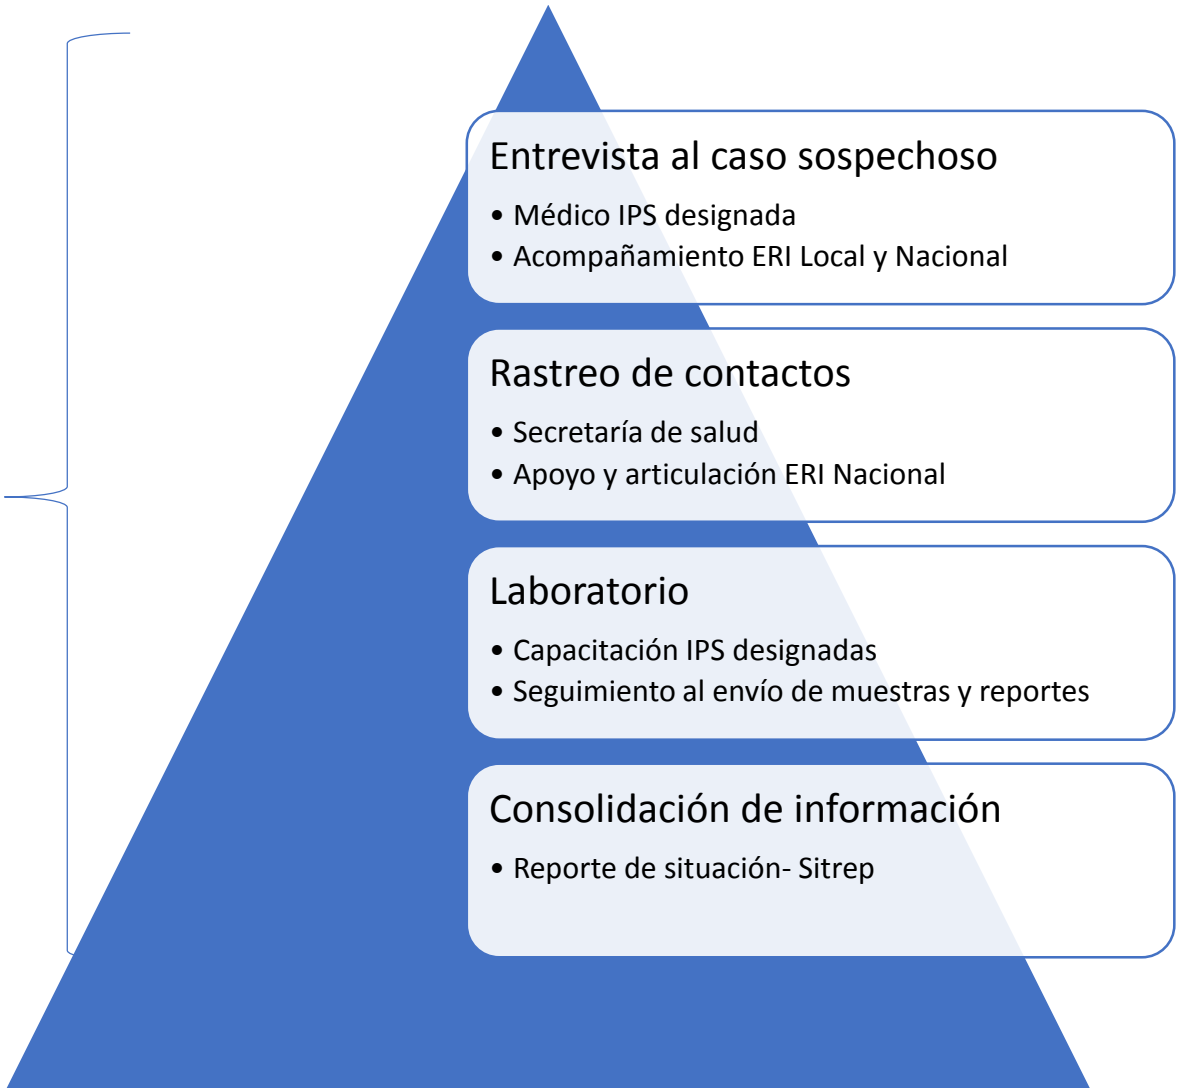 Entrevista al caso sospechoso
• Médico IPS designada
• Acompañamiento ERI Local y Nacional
Rastreo de contactos
• Secretaría de salud
• Apoyo y articulación ERI Nacional
Laboratorio
• Capacitación IPS designadas
• Seguimiento al envío de muestras y reportes
Consolidación de información
• Reporte de situación- Sitrep